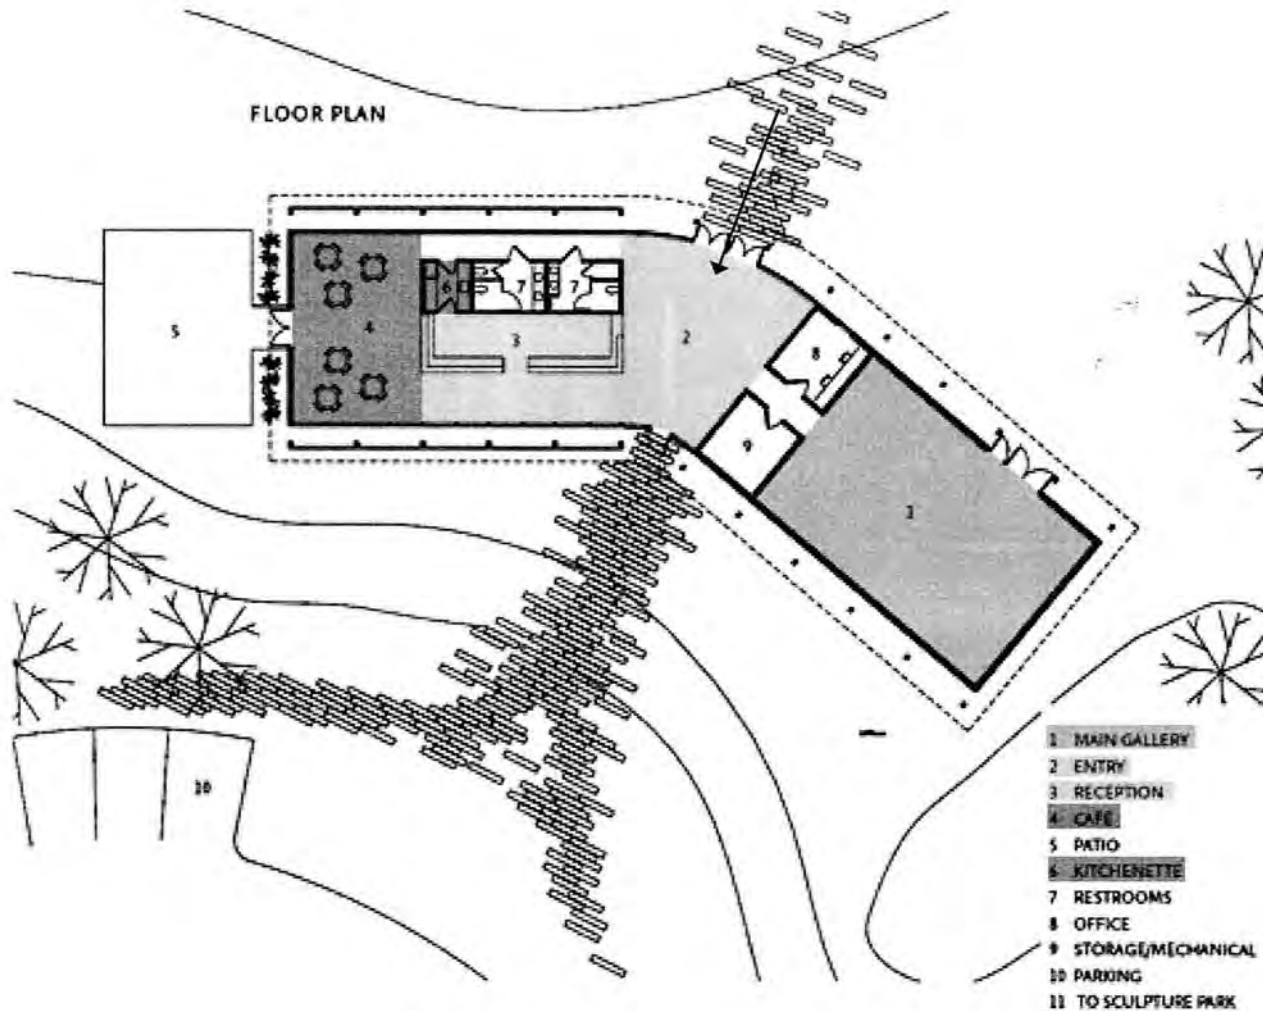 FLOOR PLAN
5
4
6
7
7
3
2
8
9
1
10
1 MAIN GALLERY
2 ENTRY
3 RECEPTION
4 CAFE
5 PATIO
6 KITCHENETTE
7 RESTROOMS
8 OFFICE
9 STORAGE/MECHANICAL
10 PARKING
11 TO SCULPTURE PARK